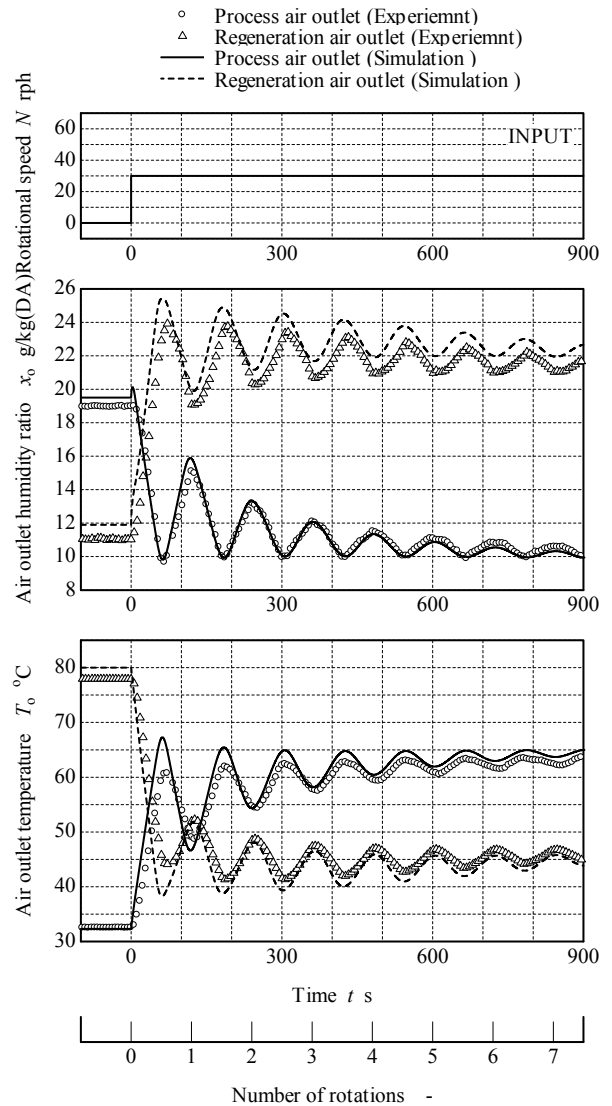 Process air outlet (Experiemnt)
Regeneration air outlet (Experiemnt)
Process air outlet (Simulation )
Regeneration air outlet (Simulation )
Rotational speed N rph
60
40
20
0
INPUT
0 300 600 900
Air outlet humidity ratio xo g/kg(DA)
26
24
22
20
18
16
14
12
10
8
0 300 600 900
Air outlet temperature To °C
80
70
60
50
40
30
0 300 600 900
Time t s
0 1 2 3 4 5 6 7
Number of rotations -